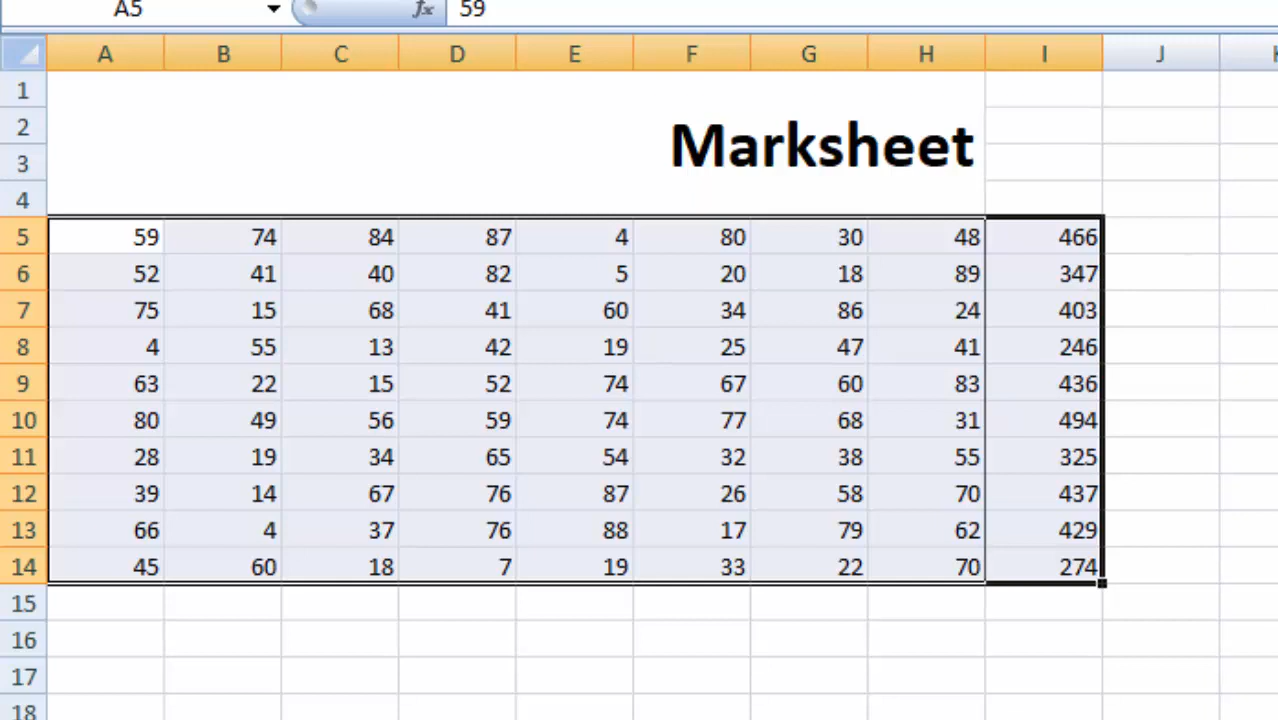 A5 fx 59
A B C D E F G H I J K
1
2 Marksheet
3
4
5 59 74 84 87 4 80 30 48 466
6 52 41 40 82 5 20 18 89 347
7 75 15 68 41 60 34 86 24 403
8 4 55 13 42 19 25 47 41 246
9 63 22 15 52 74 67 60 83 436
10 80 49 56 59 74 77 68 31 494
11 28 19 34 65 54 32 38 55 325
12 39 14 67 76 87 26 58 70 437
13 66 4 37 76 88 17 79 62 429
14 45 60 18 7 19 33 22 70 274
15
16
17
18